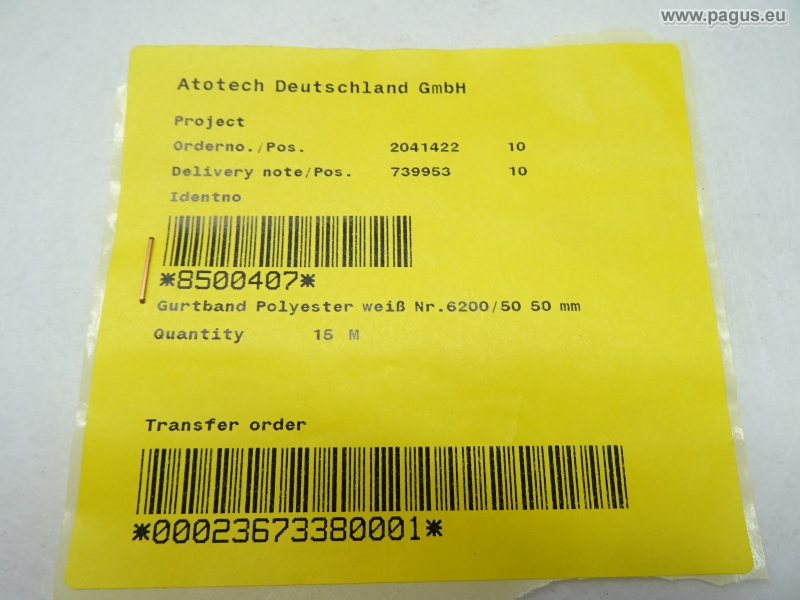 www.pagus.eu
Atotech Deutschland GmbH
Project
Orderno./Pos. 2041422 10
Delivery note/Pos. 739953 10
Identno
*8500407*
Gurtband Polyester weiß Nr.6200/50 50 mm
Quantity 15 M
Transfer order
*00023673380001*